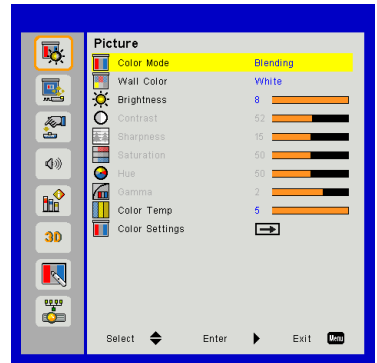 Picture
Color Mode Blending
Wall Color White
Brightness 8
Contrast 52
Sharpness 15
Saturation 50
Hue 50
Gamma 2
Color Temp 5
Color Settings
3D
Select Enter Exit Menu